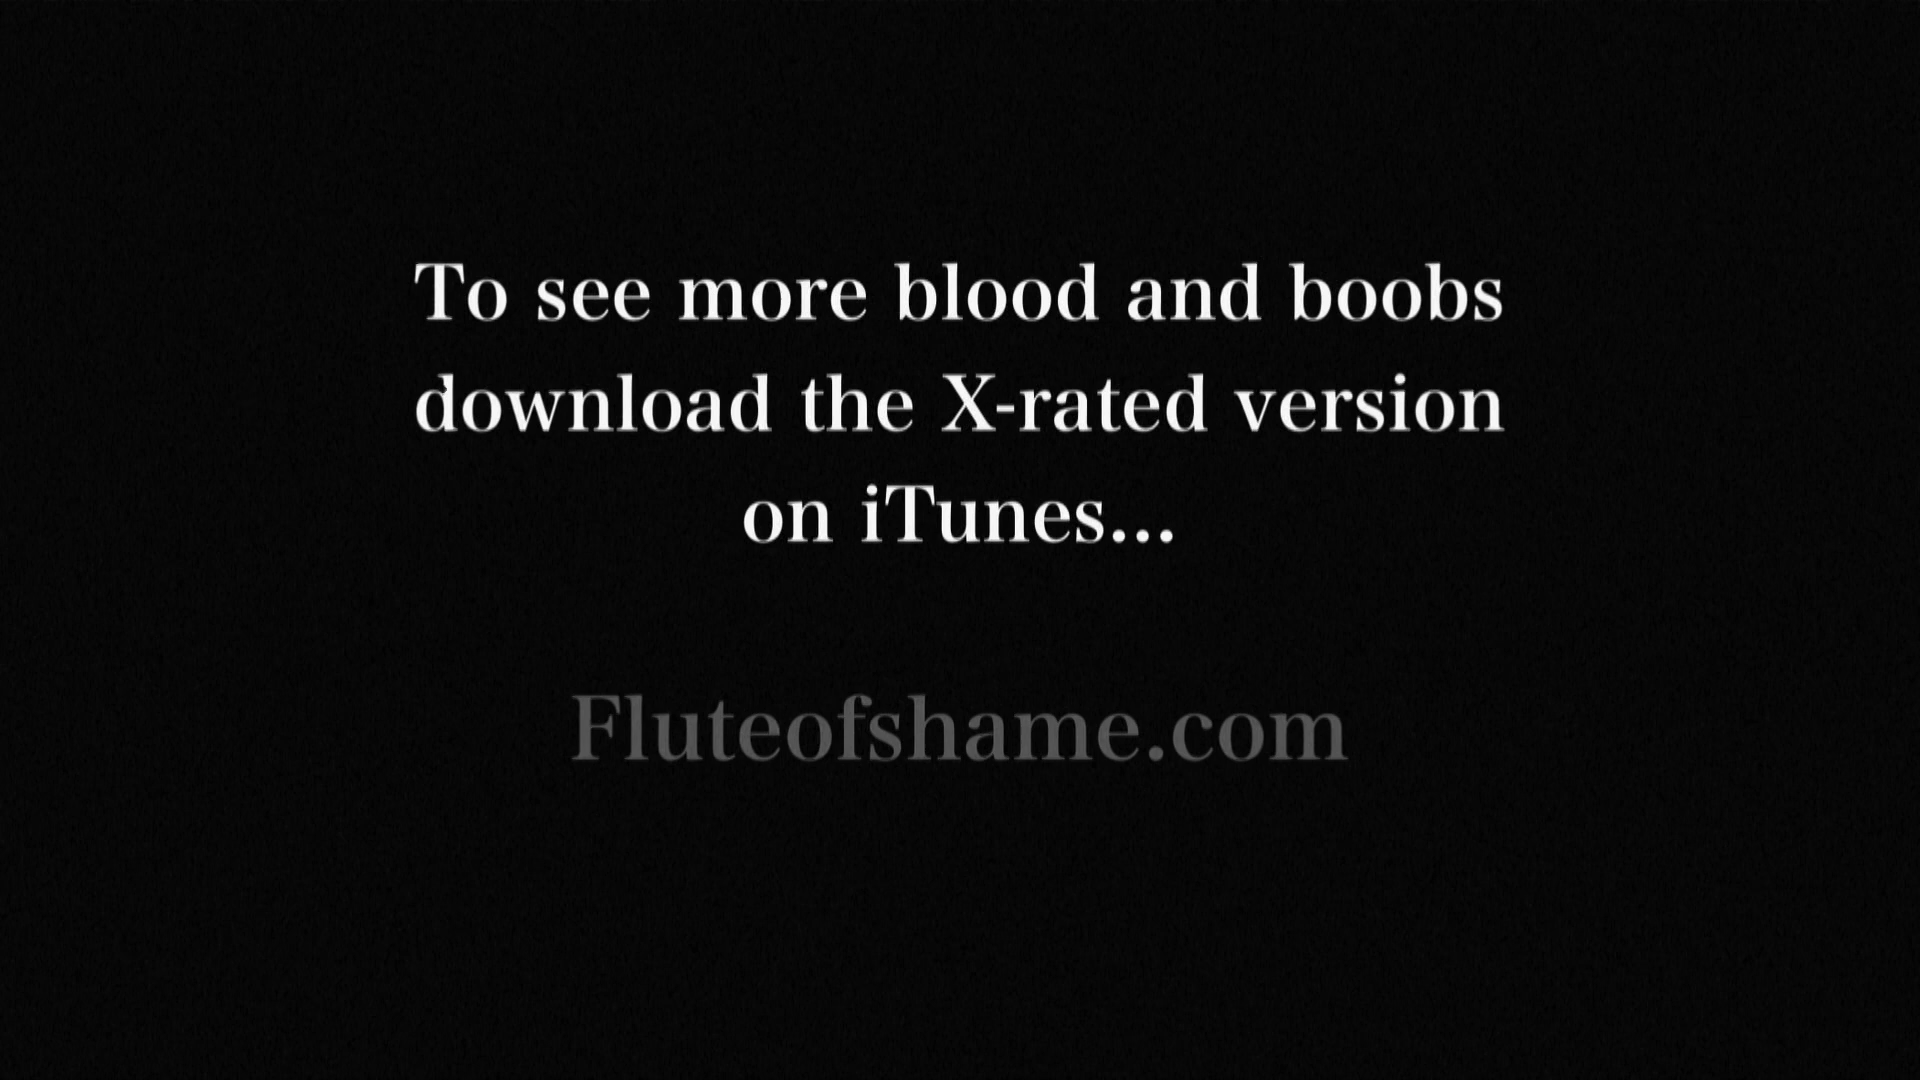 To see more blood and boobs
download the X-rated version
on iTunes...
Fluteofshame.com